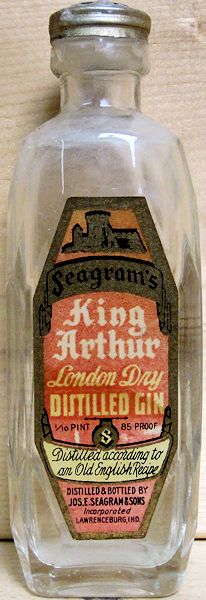 Seagram's
King
Arthur
London Dry
DISTILLED GIN
1/10 PINT 85 PROOF
S
Distilled according to
an Old English Recipe
DISTILLED & BOTTLED BY
JOS. E. SEAGRAM & SONS
Incorporated
LAWRENCEBURG, IND.